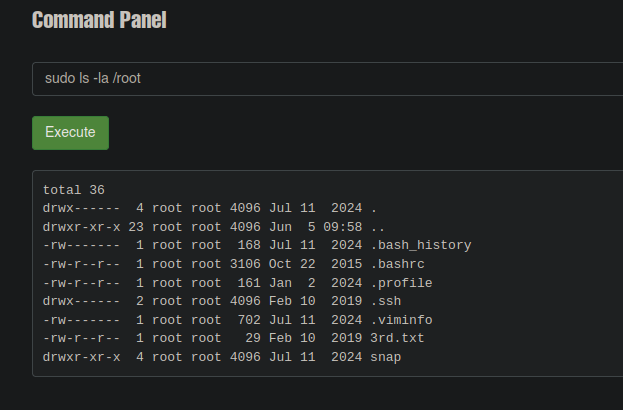 Command Panel
sudo ls -la /root
Execute
total 36
drwx------  4 root root 4096 Jul 11  2024 .
drwxr-xr-x 23 root root 4096 Jun  5 09:58 ..
-rw-------  1 root root  168 Jul 11  2024 .bash_history
-rw-r--r--  1 root root 3106 Oct 22  2015 .bashrc
-rw-r--r--  1 root root  161 Jan  2  2024 .profile
drwx------  2 root root 4096 Feb 10  2019 .ssh
-rw-------  1 root root  702 Jul 11  2024 .viminfo
-rw-r--r--  1 root root   29 Feb 10  2019 3rd.txt
drwxr-xr-x  4 root root 4096 Jul 11  2024 snap